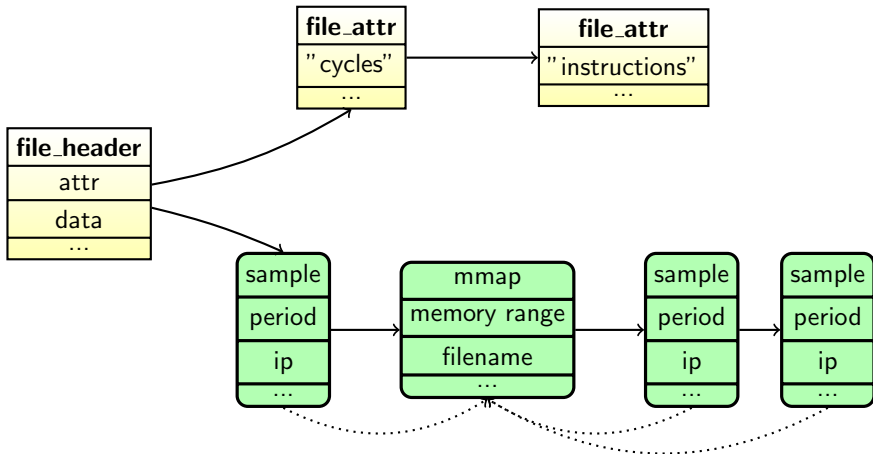 file_attr
"cycles"
...
file_attr
"instructions"
...
file_header
attr
data
...
sample
period
ip
...
mmap
memory range
filename
...
sample
period
ip
...
sample
period
ip
...